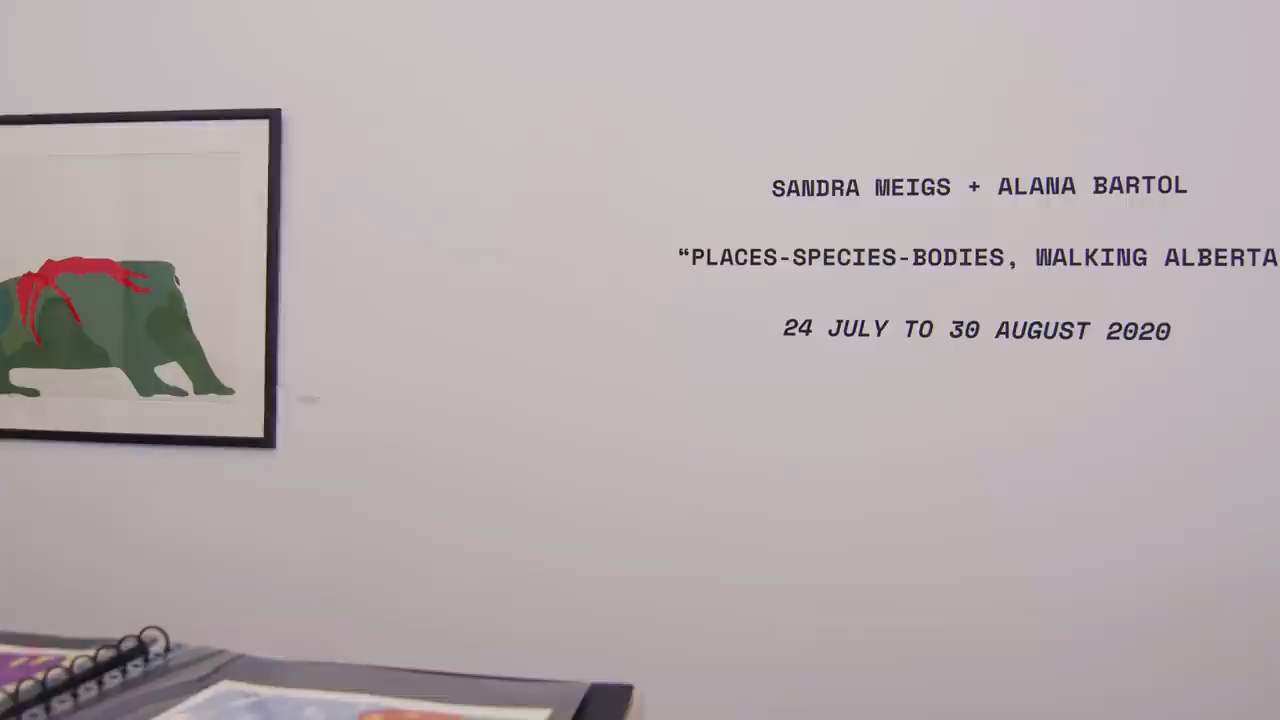 SANDRA MEIGS + ALANA BARTOL
“PLACES-SPECIES-BODIES, WALKING ALBERTA
24 JULY TO 30 AUGUST 2020